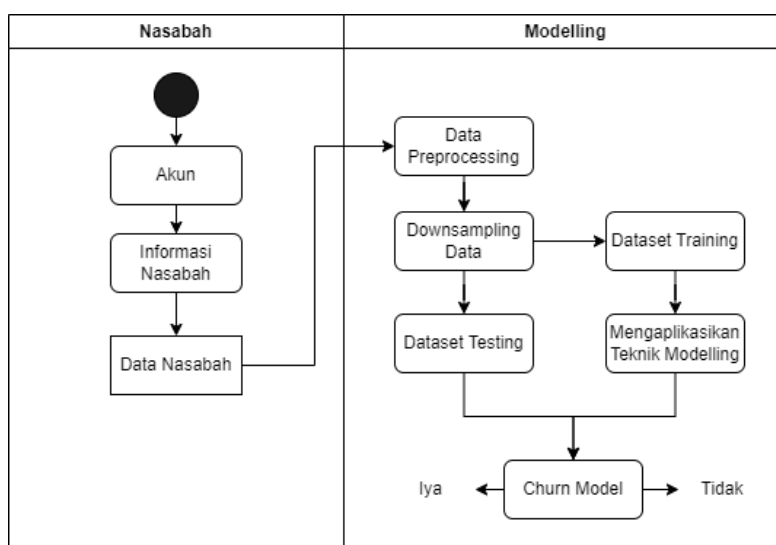 Nasabah
Modelling
Akun
Informasi
Nasabah
Data Nasabah
Data
Preprocessing
Downsampling
Data
Dataset Training
Dataset Testing
Mengaplikasikan
Teknik Modelling
Iya
Churn Model
Tidak